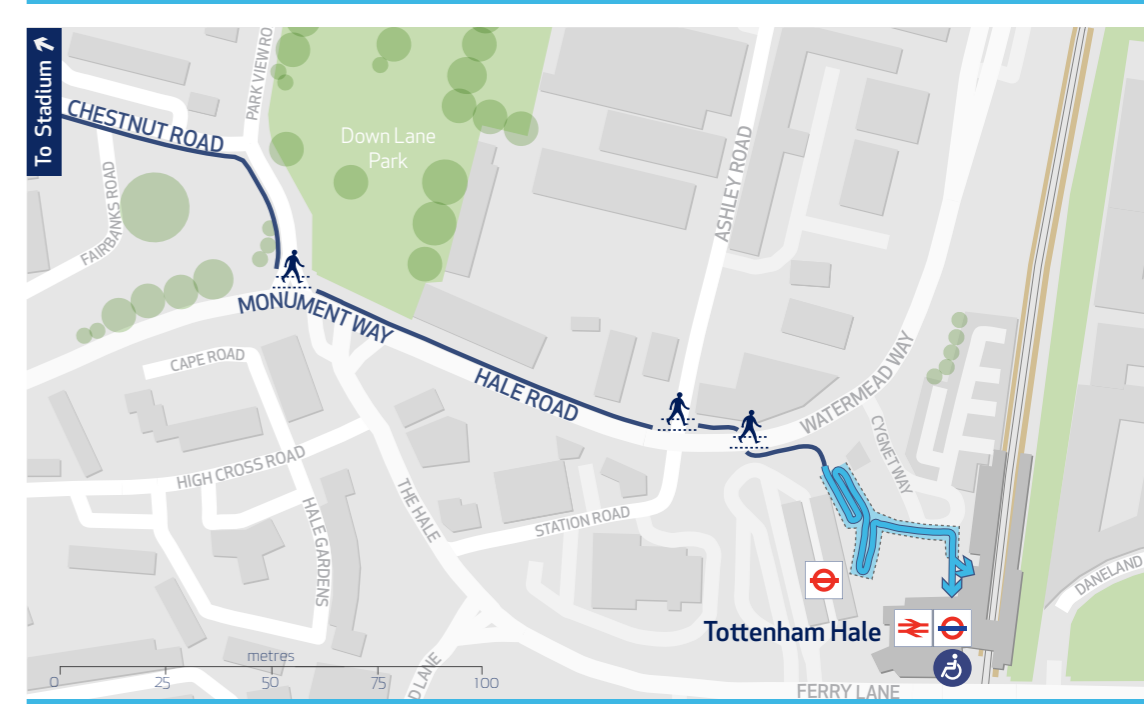 To Stadium
CHESTNUT ROAD
PARK VIEW RO
Down Lane
Park
FAIRBANKS ROAD
ASHLEY ROAD
MONUMENT WAY
CAPE ROAD
HALE ROAD
WATERMEAD WAY
CYGNET WAY
HIGH CROSS ROAD
HALE GARDENS
THE HALE
STATION ROAD
DANELAND
Tottenham Hale
metres
0 25 50 75 100
D LANE
FERRY LANE